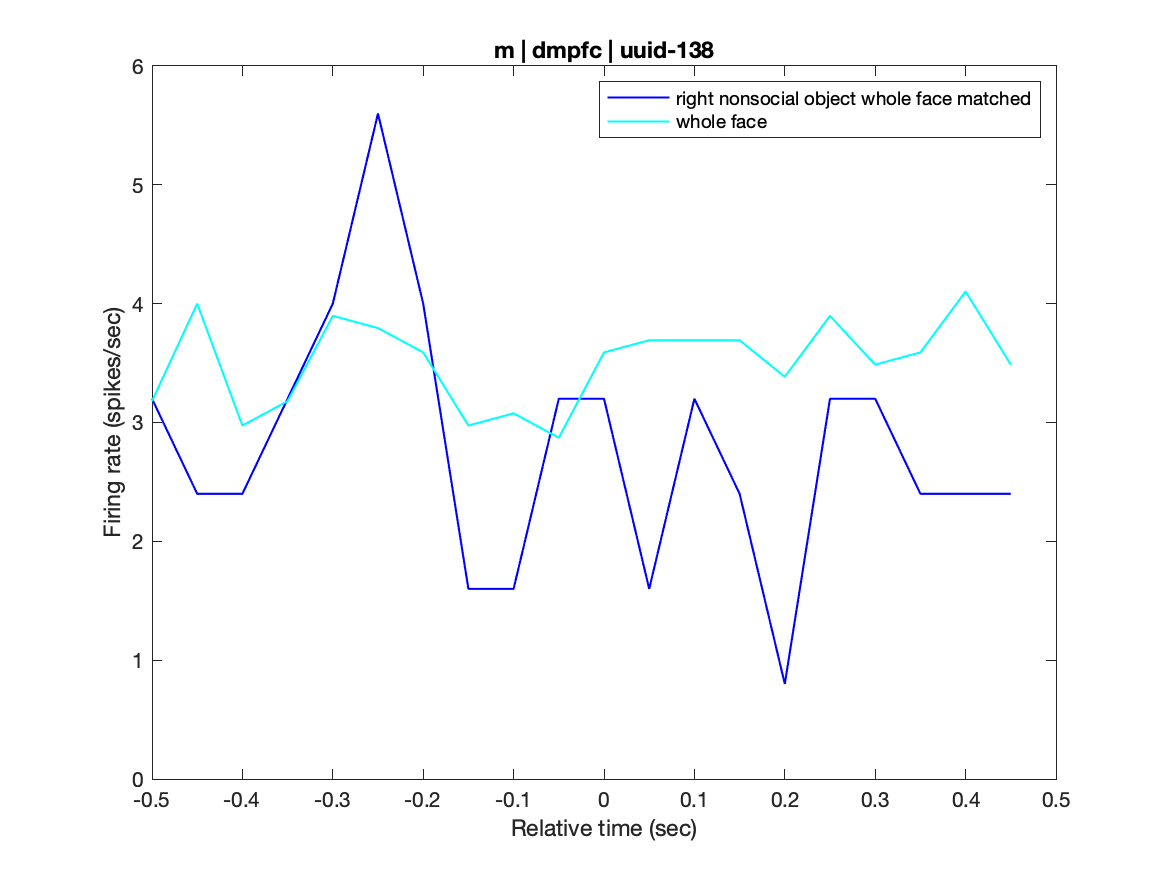 m | dmpfc | uuid-138
right nonsocial object whole face matched
whole face
6
5
4
3
2
1
0
Firing rate (spikes/sec)
-0.5 -0.4 -0.3 -0.2 -0.1 0 0.1 0.2 0.3 0.4 0.5
Relative time (sec)